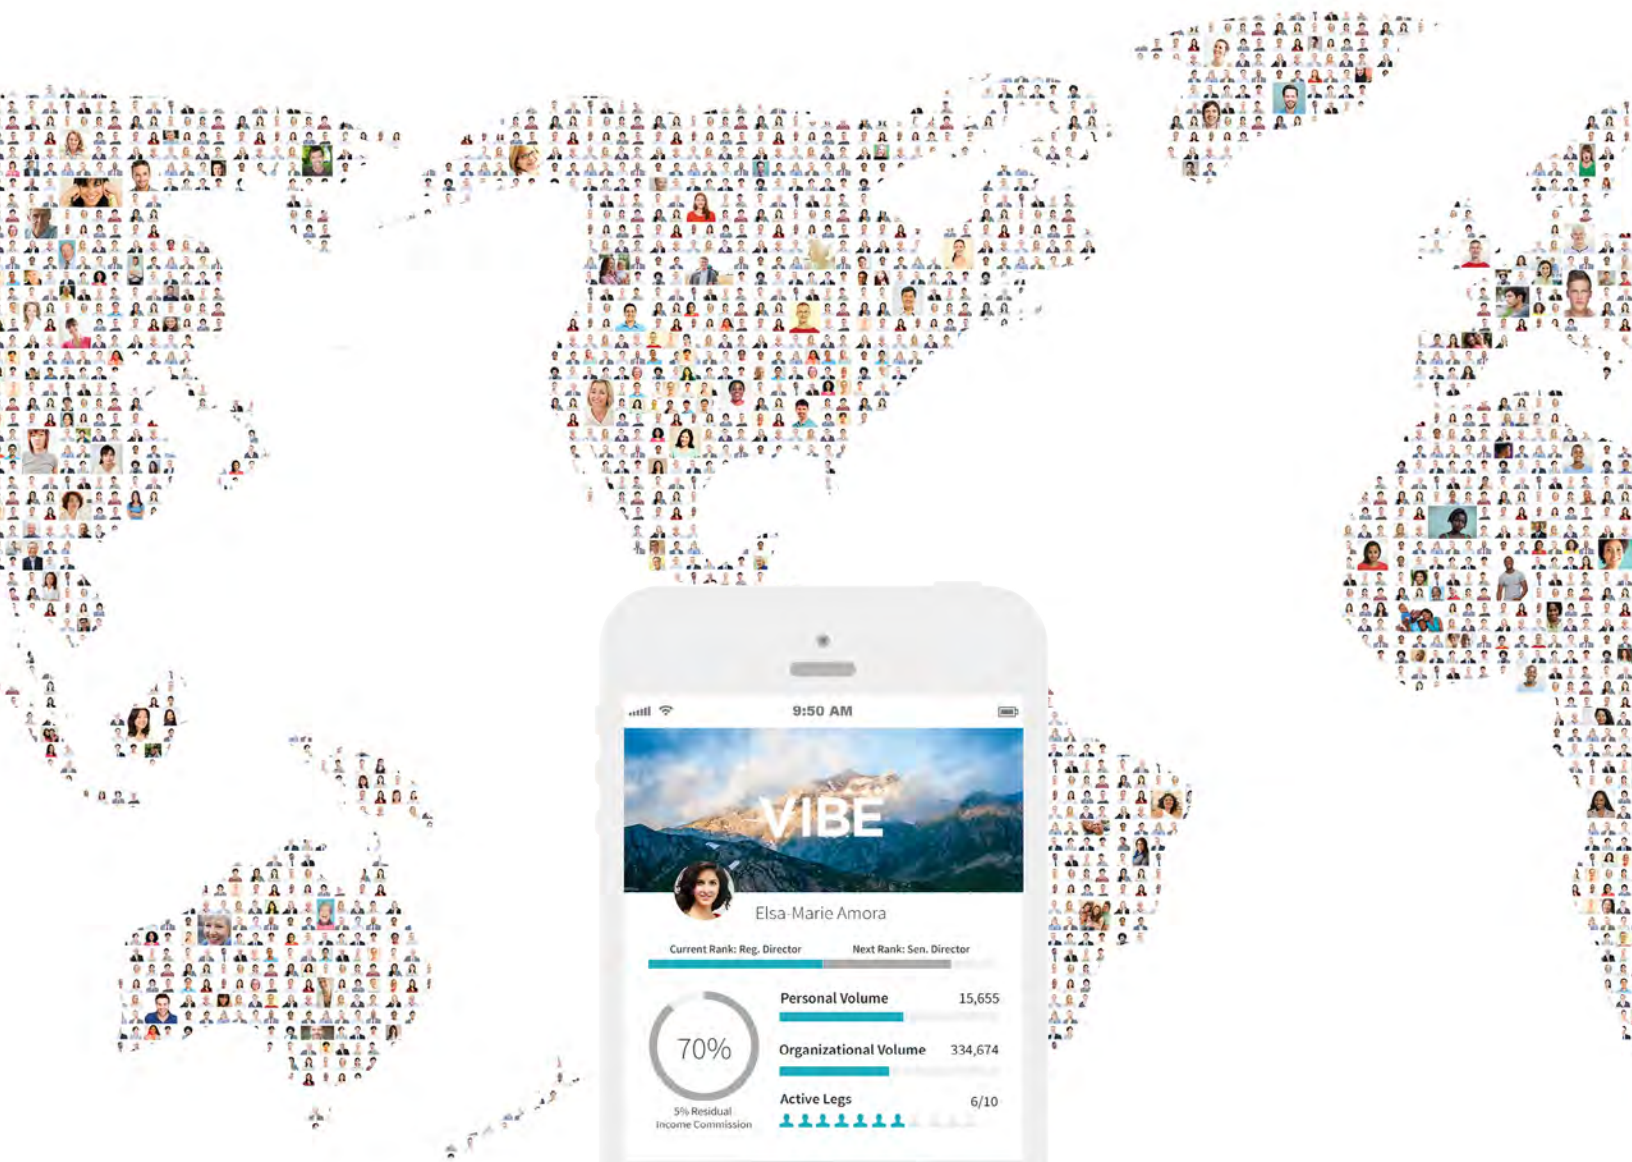 9:50 AM
VIBE
Elsa-Marie Amora
Current Rank: Reg. Director Next Rank: Sen. Director
Personal Volume 15,655
70%
Organizational Volume 334,674
Active Legs 6/10
5% Residual
Income Commission